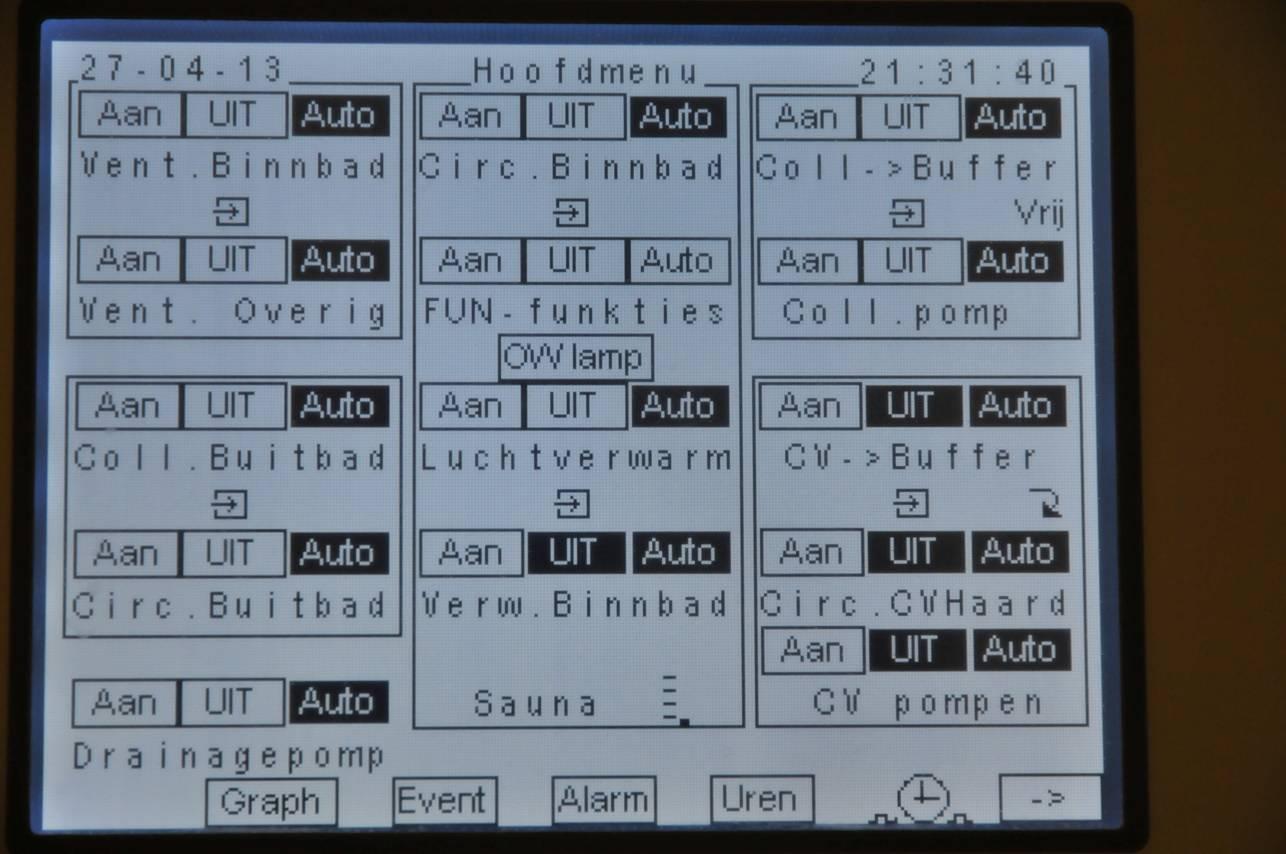 27-04-13 Hoofdmenu 21:31:40
Aan UIT Auto Aan UIT Auto Aan UIT Auto
Vent.Binnbad Circ.Binnbad Coll->Buffer
Vrij
Aan UIT Auto Aan UIT Auto Aan UIT Auto
Vent. Overig FUN-funkties Coll.pomp
OVV lamp
Aan UIT Auto Aan UIT Auto Aan UIT Auto
Coll.Buitbad Luchtverwarm CV->Buffer
Aan UIT Auto Aan UIT Auto Aan UIT Auto
Circ.Buitbad Verw.Binnbad Circ.CVHaard
Aan UIT Auto
Aan UIT Auto Sauna CV pompen
Drainagepomp
Graph Event Alarm Uren ->